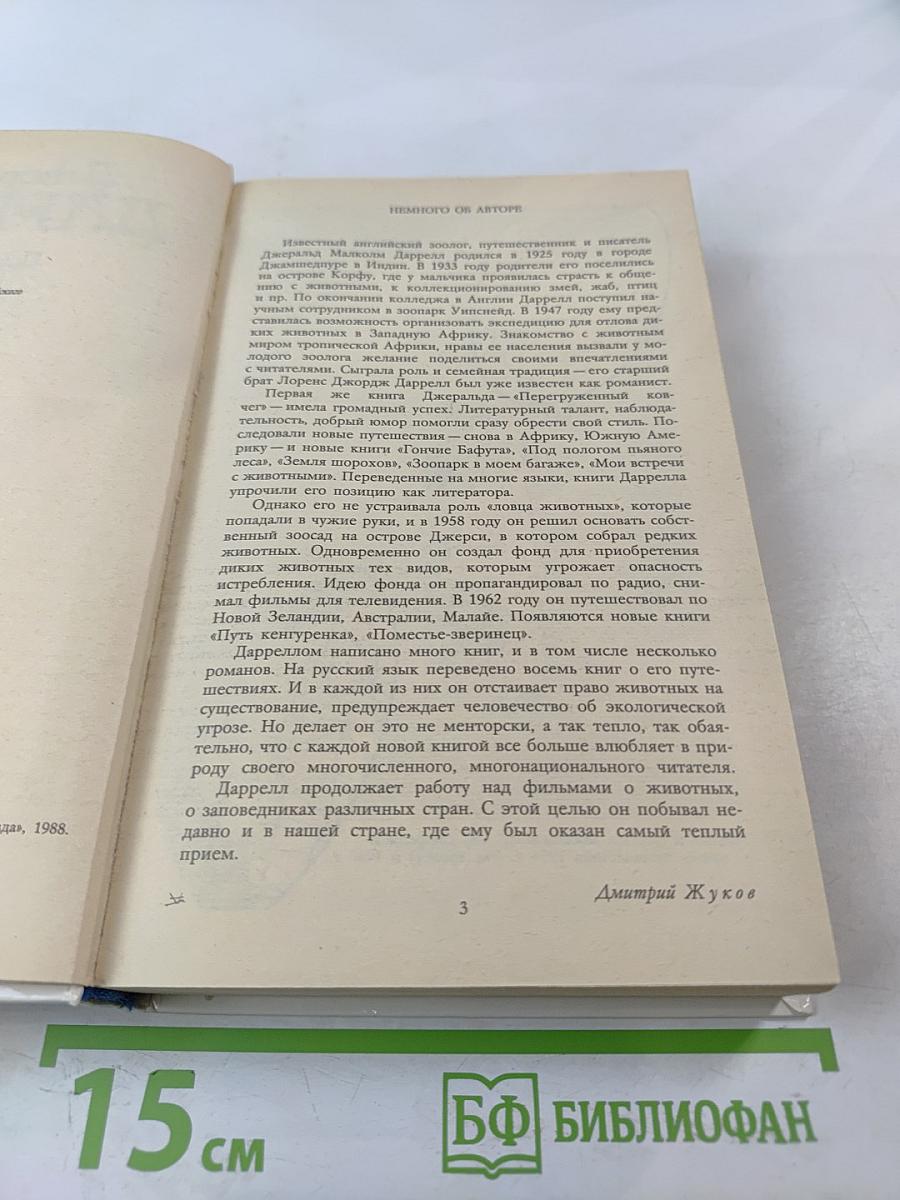 НЕМНОГО ОБ АВТОРЕ
Известный английский зоолог, путешественник и писатель
Джеральд Малколм Даррелл родился в 1925 году в городе
Джамшедпуре в Индии. В 1933 году родители его поселились
на острове Корфу, где у мальчика проявилась страсть к обще-
нию с животными, к коллекционированию змей, жаб, птиц
и пр. По окончании колледжа в Англии Даррелл поступил на-
учным сотрудником в зоопарк Уипснейд. В 1947 году ему пред-
ставилась возможность организовать экспедицию для отлова ди-
ких животных в Западную Африку. Знакомство с животным
миром тропической Африки, нравы ее населения вызвали у мо-
лодого зоолога желание поделиться своими впечатлениями
с читателями. Сыграла роль и семейная традиция — его старший
брат Лоренс Джордж Даррелл был уже известен как романист.
Первая же книга Джеральда — «Перегруженный ков-
чег» — имела громадный успех. Литературный талант, наблюда-
тельность, добрый юмор помогли сразу обрести свой стиль. По-
следовали новые путешествия — снова в Африку, Южную Аме-
рику — и новые книги «Гончие Бафута», «Под пологом пьяного
леса», «Земля шорохов», «Зоопарк в моем багаже», «Мои встречи
с животными». Переведенные на многие языки, книги Даррелла
упрочили его позицию как литератора.
Однако его не устраивала роль «ловца животных», которые
попадали в чужие руки, и в 1958 году он решил основать собст-
венный зоосад на острове Джерси, в котором собрал редких
животных. Одновременно он создал фонд для приобретения
диких животных тех видов, которым угрожает опасность
истребления. Идею фонда он пропагандировал по радио, сни-
мал фильмы для телевидения. В 1962 году он путешествовал по
Новой Зеландии, Австралии, Малайе. Появляются новые книги
«Путь кенгуренка», «Поместье-зверинец».
Дарреллом написано много книг, и в том числе несколько
романов. На русский язык переведено восемь книг о его путе-
шествиях. И в каждой из них он отстаивает право животных на
существование, предупреждает человечество об экологической
угрозе. Но делает он это не менторски, а так тепло, так обая-
тельно, что с каждой новой книгой все больше влюбляет в при-
роду своего многочисленного, многонационального читателя.
Даррелл продолжает работу над фильмами о животных,
о заповедниках различных стран. С этой целью он побывал не-
давно и в нашей стране, где ему был оказан самый теплый
прием.
Дмитрий Жуков
3
да», 1988.
15 см
БФ БИБЛИОФАН